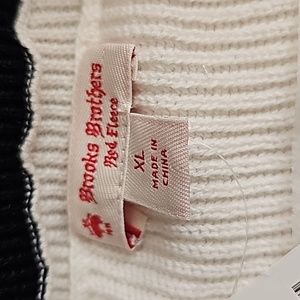 Brooks Brothers
Red Fleece
XL
MADE IN
CHINA